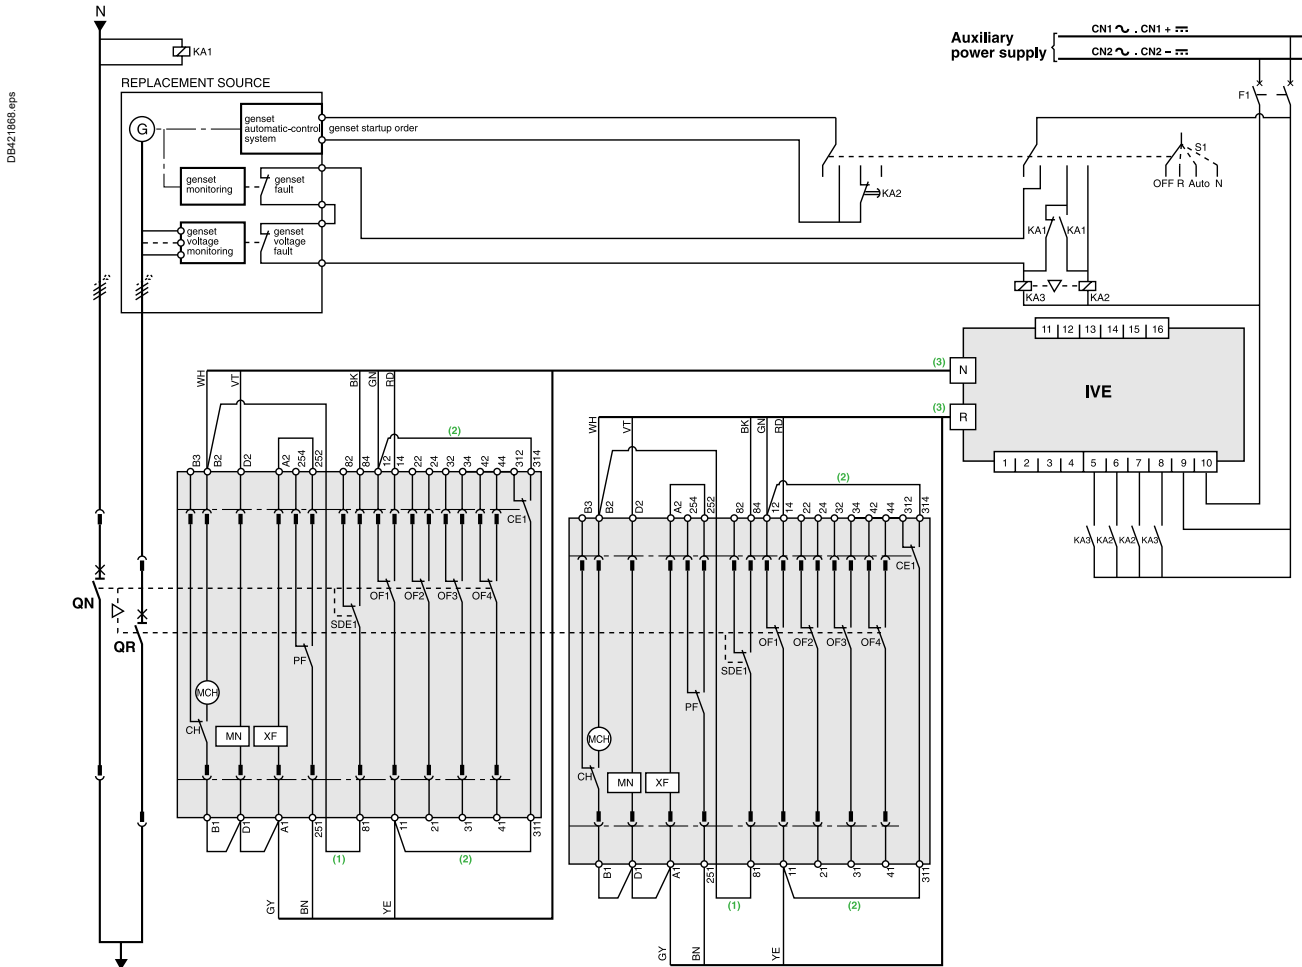 N
KA1
DB421868.eps
Auxiliary
power supply
CN1 ∿ . CN1 + ⎓
CN2 ∿ . CN2 – ⎓
F1
REPLACEMENT SOURCE
G
genset
automatic-control
system
genset startup order
genset
monitoring
genset
fault
genset
voltage
monitoring
genset
voltage
fault
KA2
S1
OFF R Auto N
KA1 KA1
KA3 KA2
11 12 13 14 15 16
(3) N
(3) R
IVE
1 2 3 4 5 6 7 8 9 10
KA3 KA2 KA2 KA3
WH VT BK GN RD
(2)
B3 B2 D2 A2 254 252 82 84 12 14 22 24 32 34 42 44 312 314
CE1
OF1 OF2 OF3 OF4
SDE1
PF
MCH
CH
MN XF
B1 D1 A1 251 81 11 21 31 41 311
(1) (2)
GY BN YE
QN
QR
WH VT BK GN RD
(2)
B3 B2 D2 A2 254 252 82 84 12 14 22 24 32 34 42 44 312 314
CE1
OF1 OF2 OF3 OF4
SDE1
PF
MCH
CH
MN XF
B1 D1 A1 251 81 11 21 31 41 311
(1) (2)
GY BN YE